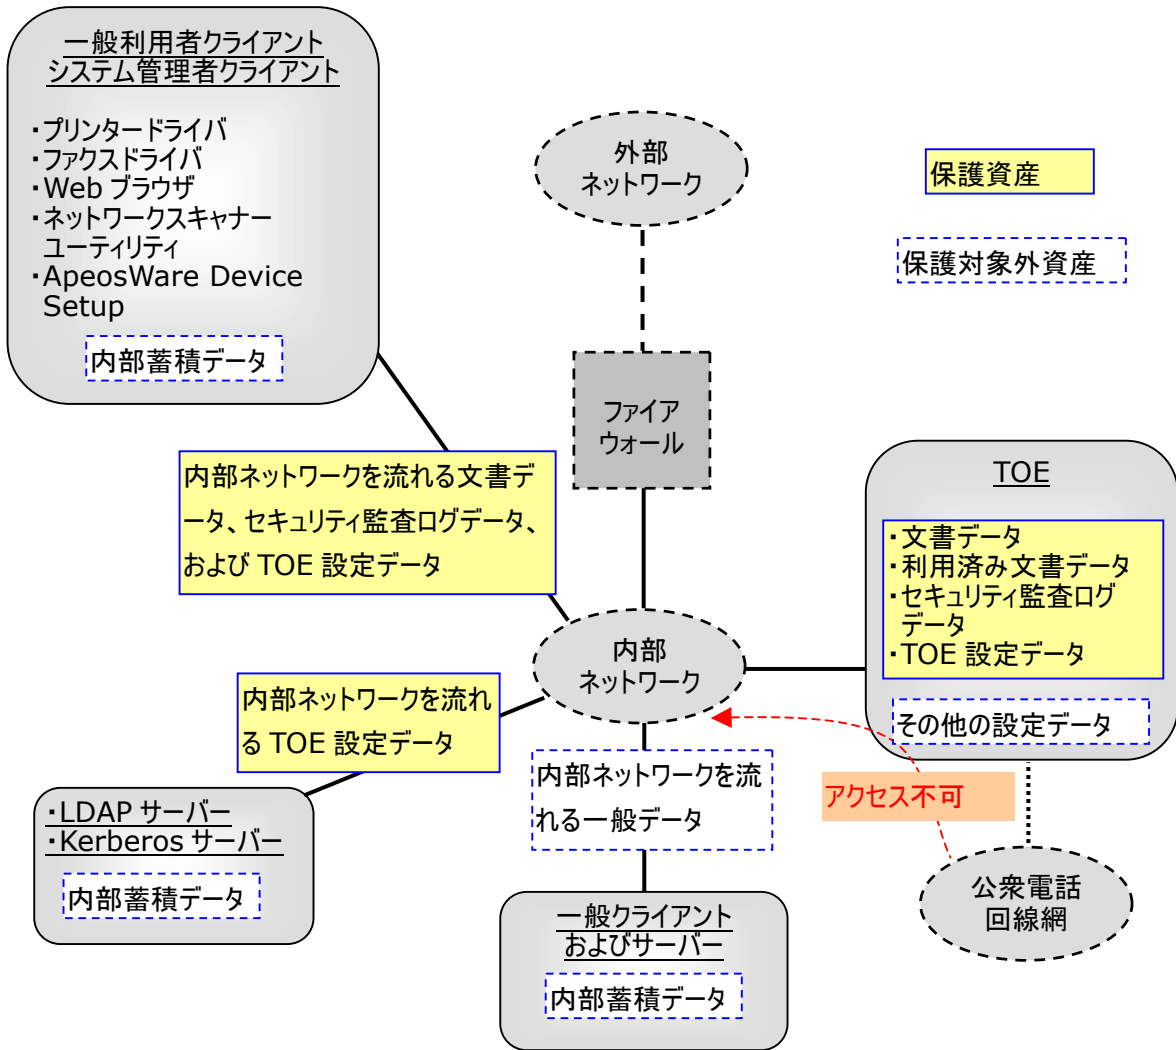 一般利用者クライアント
システム管理者クライアント
・プリンタードライバ
・ファクスドライバ
・Web ブラウザ
・ネットワークスキャナー
ユーティリティ
・ApeosWare Device
Setup
内部蓄積データ
外部
ネットワーク
保護資産
保護対象外資産
ファイア
ウォール
内部ネットワークを流れる文書デ
ータ、セキュリティ監査ログデータ、
および TOE 設定データ
TOE
・文書データ
・利用済み文書データ
・セキュリティ監査ログ
データ
・TOE 設定データ
その他の設定データ
内部
ネットワーク
内部ネットワークを流れ
る TOE 設定データ
内部ネットワークを流
れる一般データ
アクセス不可
・LDAP サーバー
・Kerberos サーバー
内部蓄積データ
公衆電話
回線網
一般クライアント
およびサーバー
内部蓄積データ